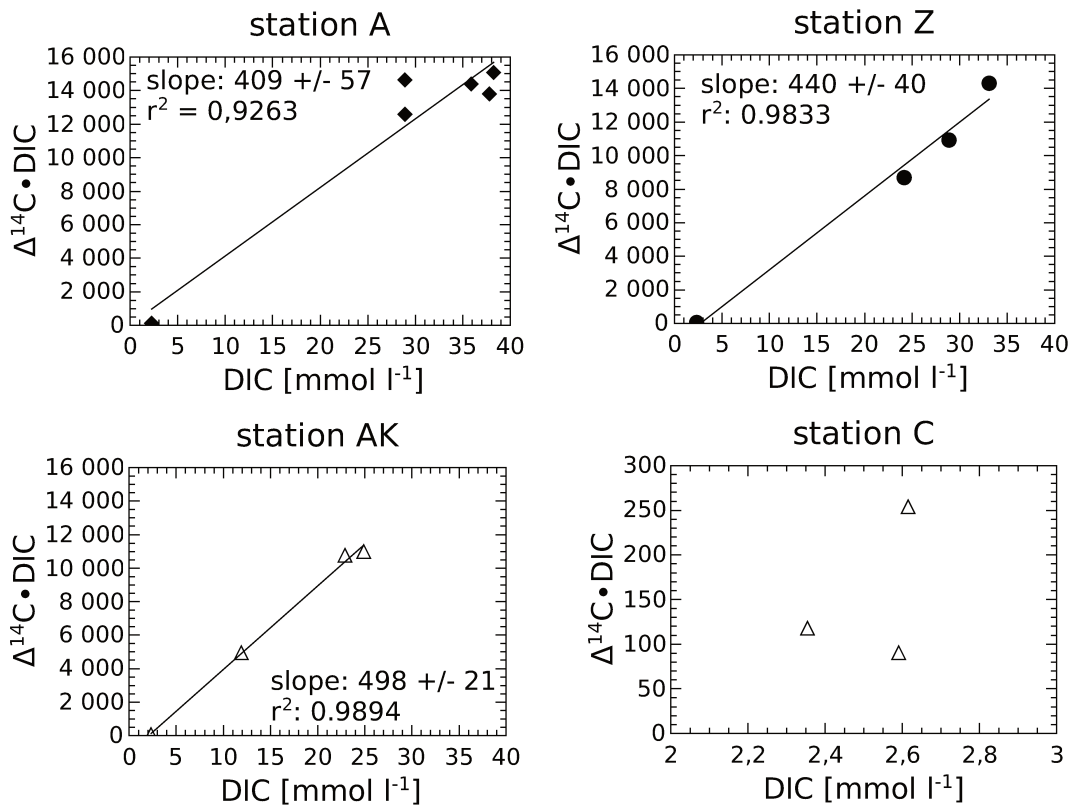 station A
16 000
14 000
12 000
10 000
8 000
6 000
4 000
2 000
0
slope: 409 +/- 57
r² = 0,9263
Δ¹⁴C•DIC
0 5 10 15 20 25 30 35 40
DIC [mmol l⁻¹]
station Z
16 000
14 000
12 000
10 000
8 000
6 000
4 000
2 000
0
slope: 440 +/- 40
r²: 0.9833
Δ¹⁴C•DIC
0 5 10 15 20 25 30 35 40
DIC [mmol l⁻¹]
station AK
16 000
14 000
12 000
10 000
8 000
6 000
4 000
2 000
0
slope: 498 +/- 21
r²: 0.9894
Δ¹⁴C•DIC
0 5 10 15 20 25 30 35 40
DIC [mmol l⁻¹]
station C
300
250
200
150
100
50
0
Δ¹⁴C•DIC
2 2,2 2,4 2,6 2,8 3
DIC [mmol l⁻¹]